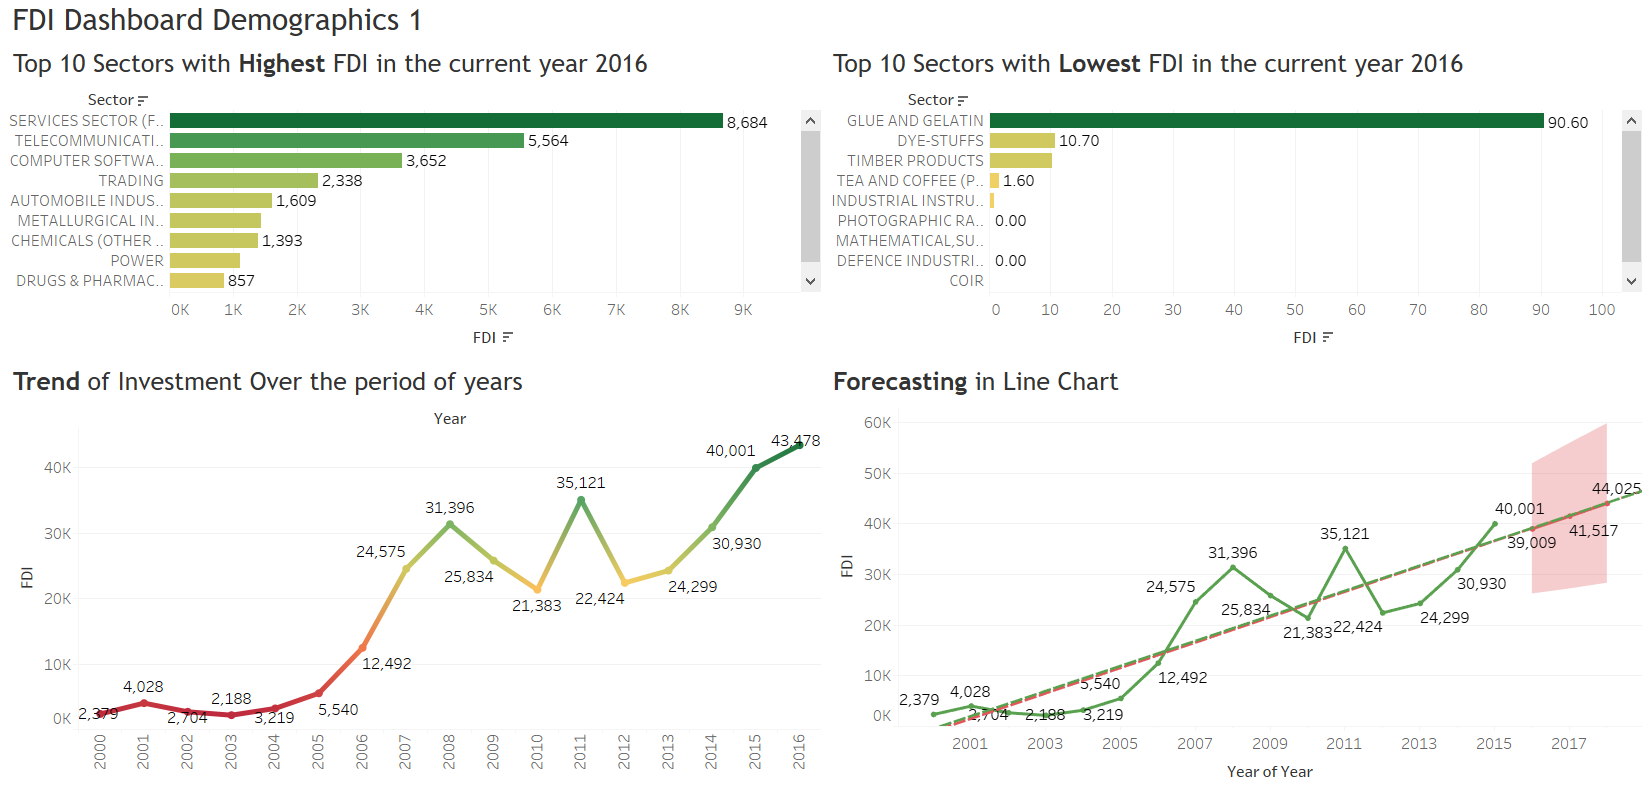 FDI Dashboard Demographics 1
Top 10 Sectors with Highest FDI in the current year 2016
Sector
SERVICES SECTOR (F.. 8,684
TELECOMMUNICATI.. 5,564
COMPUTER SOFTWA.. 3,652
TRADING 2,338
AUTOMOBILE INDUS.. 1,609
METALLURGICAL IN..
CHEMICALS (OTHER .. 1,393
POWER
DRUGS & PHARMAC.. 857
0K 1K 2K 3K 4K 5K 6K 7K 8K 9K
FDI
Top 10 Sectors with Lowest FDI in the current year 2016
Sector
GLUE AND GELATIN 90.60
DYE-STUFFS 10.70
TIMBER PRODUCTS
TEA AND COFFEE (P.. 1.60
INDUSTRIAL INSTRU..
PHOTOGRAPHIC RA.. 0.00
MATHEMATICAL,SU..
DEFENCE INDUSTRI.. 0.00
COIR
0 10 20 30 40 50 60 70 80 90 100
FDI
Trend of Investment Over the period of years
Year
FDI
40K
30K
20K
10K
0K
2,379
4,028
2,704
2,188
3,219
5,540
12,492
24,575
31,396
25,834
21,383
35,121
22,424
24,299
30,930
40,001
43,478
2000 2001 2002 2003 2004 2005 2006 2007 2008 2009 2010 2011 2012 2013 2014 2015 2016
Forecasting in Line Chart
FDI
60K
50K
40K
30K
20K
10K
0K
2,379
4,028
2,704
2,188
3,219
5,540
12,492
24,575
31,396
25,834
21,383
35,121
22,424
24,299
30,930
40,001
39,009
41,517
44,025
2001 2003 2005 2007 2009 2011 2013 2015 2017
Year of Year